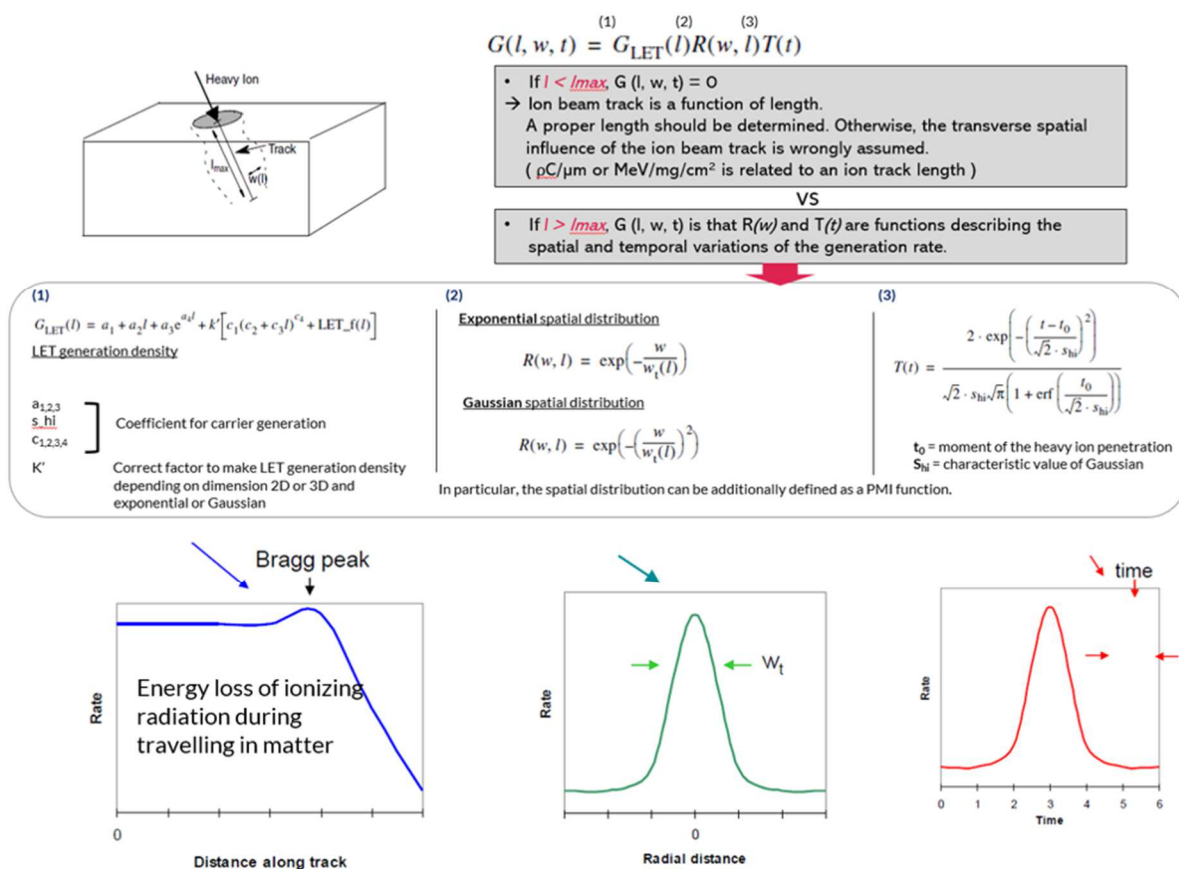 (1) (2) (3)
G(l, w, t) = G_LET(l)R(w, l)T(t)
Heavy Ion
Track
l_max
w(l)
• If l < lmax, G (l, w, t) = 0
→ Ion beam track is a function of length.
A proper length should be determined. Otherwise, the transverse spatial
influence of the ion beam track is wrongly assumed.
( ρC/μm or MeV/mg/cm² is related to an ion track length )
VS
• If l > lmax, G (l, w, t) is that R(w) and T(t) are functions describing the
spatial and temporal variations of the generation rate.
(1)
G_LET(l) = a₁ + a₂l + a₃e^(a₄l) + k'[c₁(c₂ + c₃l)^(c₄) + LET_f(l)]
LET generation density
a₁,₂,₃
s_hi
c₁,₂,₃,₄
Coefficient for carrier generation
K' Correct factor to make LET generation density
depending on dimension 2D or 3D and
exponential or Gaussian
(2)
Exponential spatial distribution
R(w, l) = exp(-w/w_t(l))
Gaussian spatial distribution
R(w, l) = exp(-(w/w_t(l))²)
In particular, the spatial distribution can be additionally defined as a PMI function.
(3)
T(t) = 2 · exp(-((t - t₀)/(√2 · s_hi))²) / (√2 · s_hi√π(1 + erf(t₀/(√2 · s_hi))))
t₀ = moment of the heavy ion penetration
S_hi = characteristic value of Gaussian
Bragg peak
Energy loss of ionizing
radiation during
travelling in matter
Rate
0
Distance along track
W_t
Rate
0
Radial distance
time
Rate
0 1 2 3 4 5 6
Time